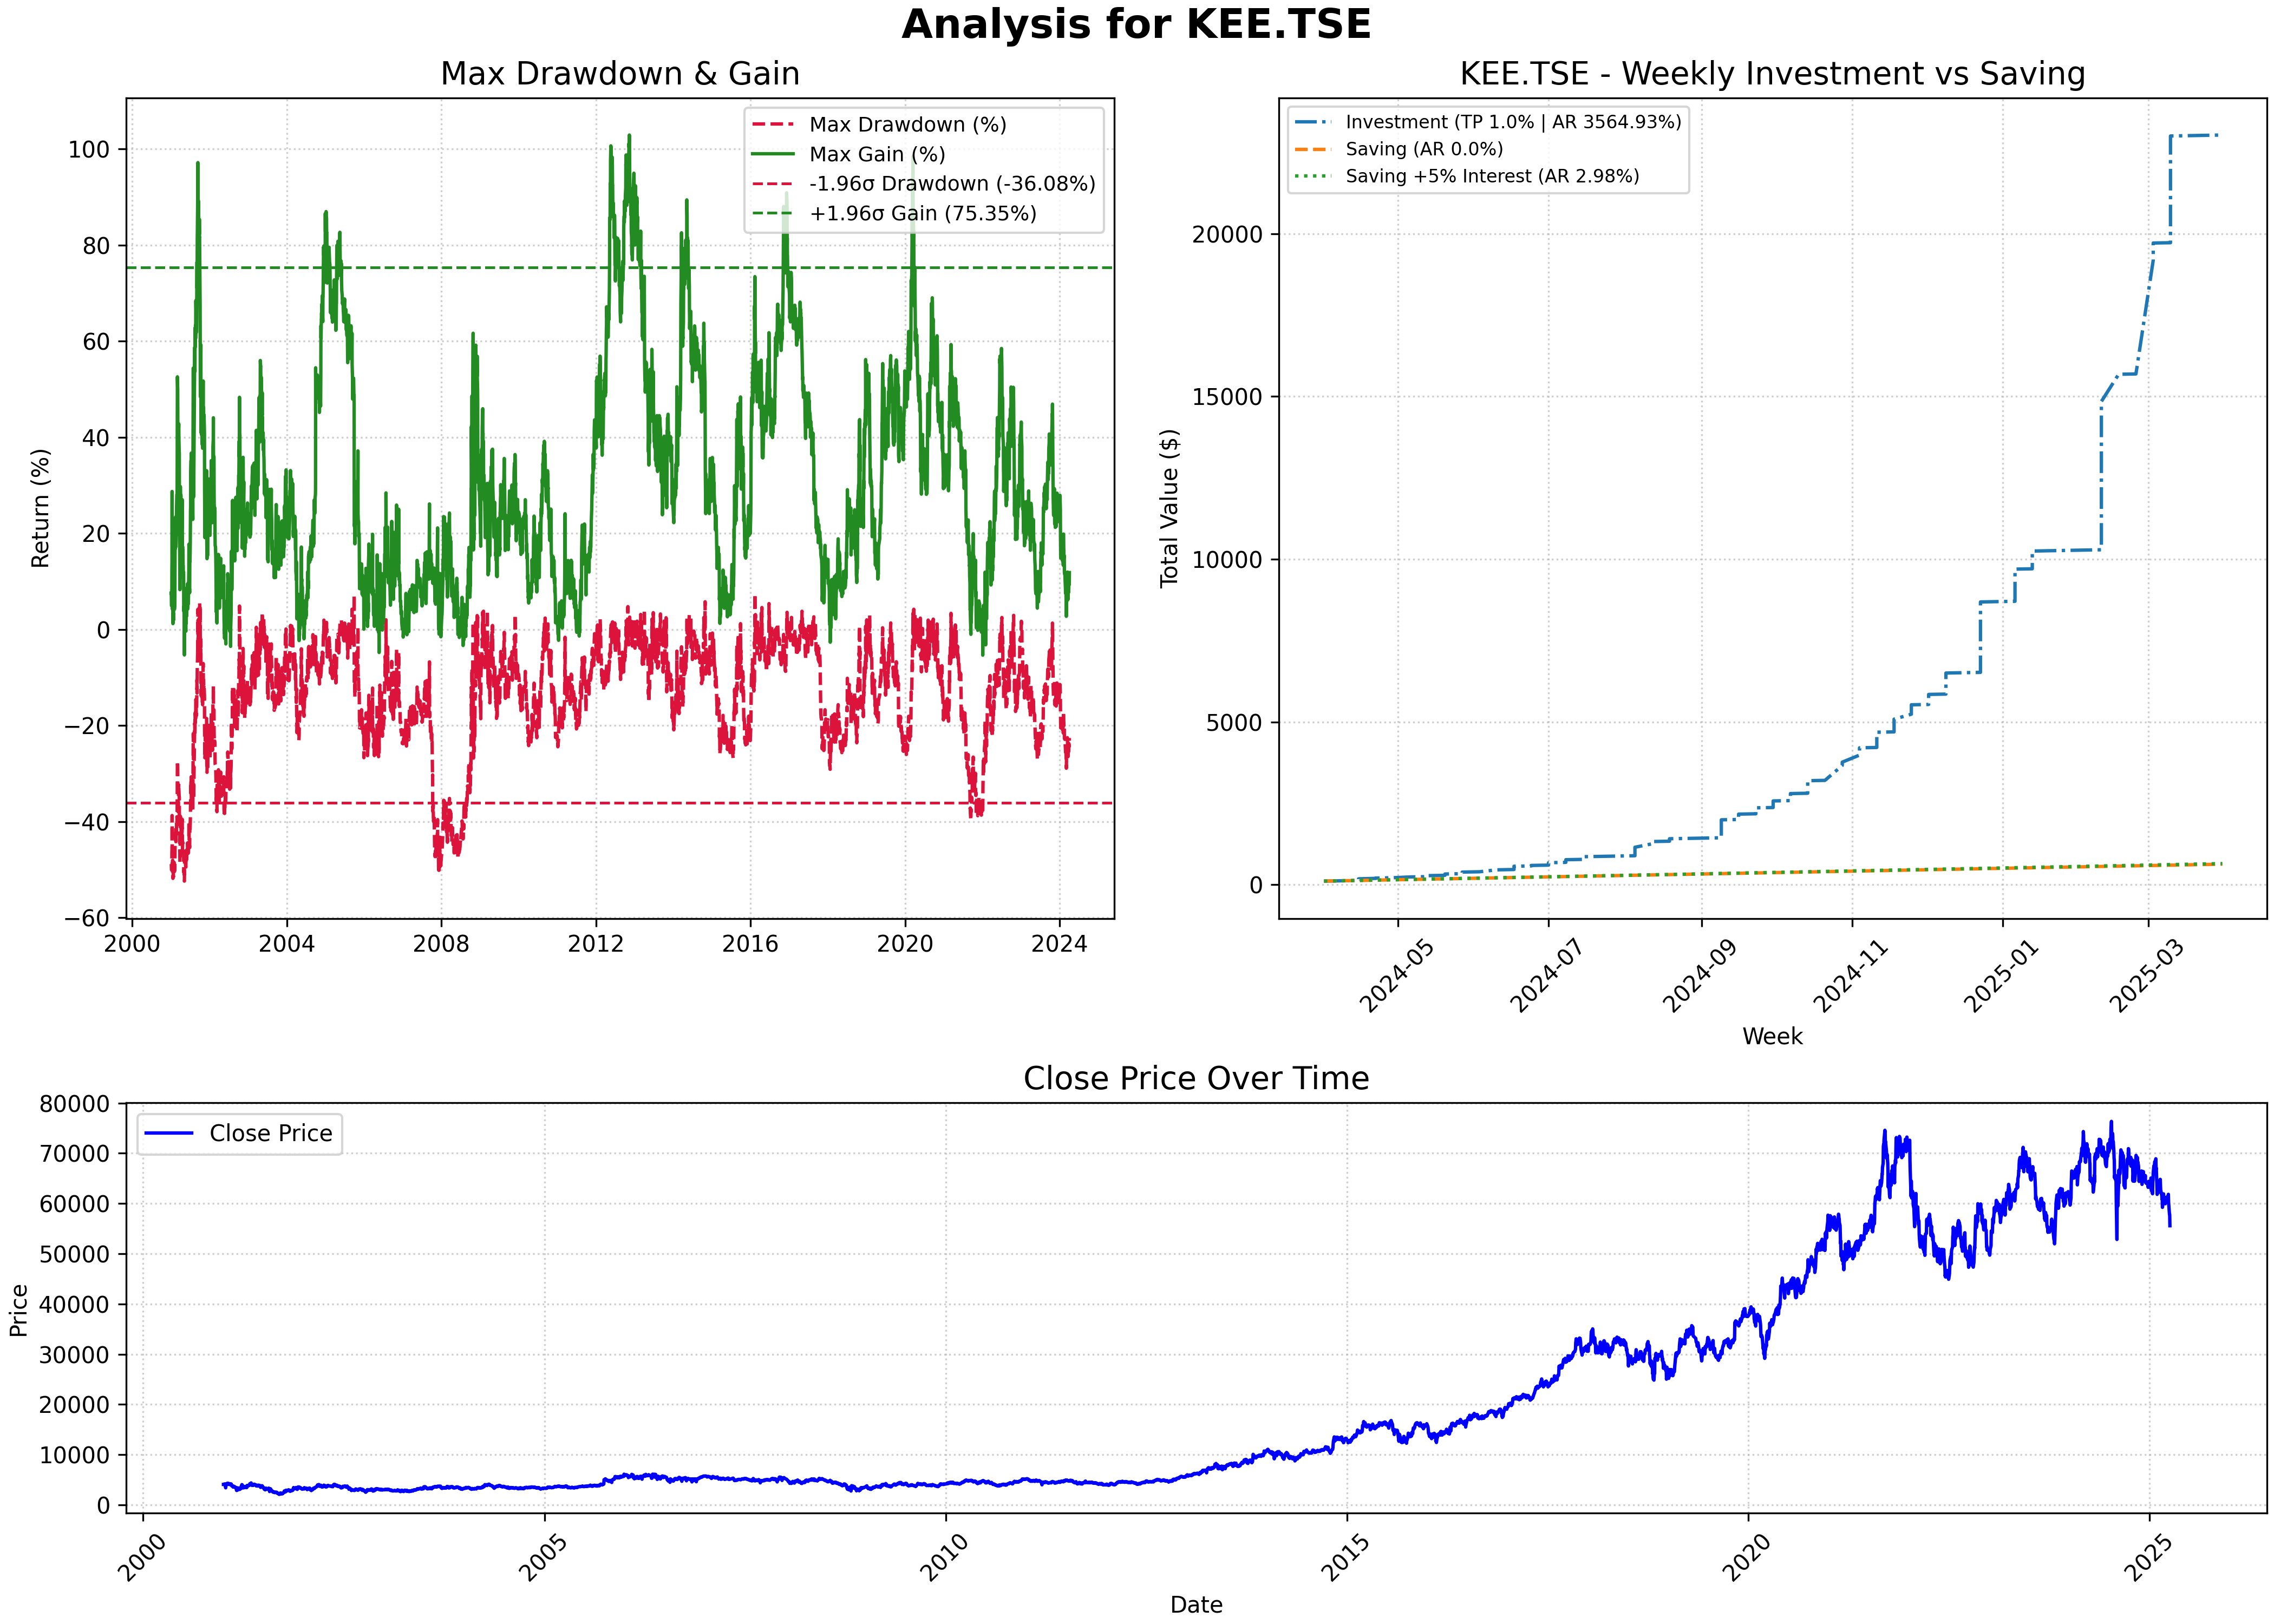 Analysis for KEE.TSE
Max Drawdown & Gain
Return (%)
100
80
60
40
20
0
−20
−40
−60
2000 2004 2008 2012 2016 2020 2024
Max Drawdown (%)
Max Gain (%)
-1.96σ Drawdown (-36.08%)
+1.96σ Gain (75.35%)
KEE.TSE - Weekly Investment vs Saving
Investment (TP 1.0% | AR 3564.93%)
Saving (AR 0.0%)
Saving +5% Interest (AR 2.98%)
Total Value ($)
20000
15000
10000
5000
0
2024-05 2024-07 2024-09 2024-11 2025-01 2025-03
Week
Close Price Over Time
Close Price
Price
80000
70000
60000
50000
40000
30000
20000
10000
0
2000 2005 2010 2015 2020 2025
Date